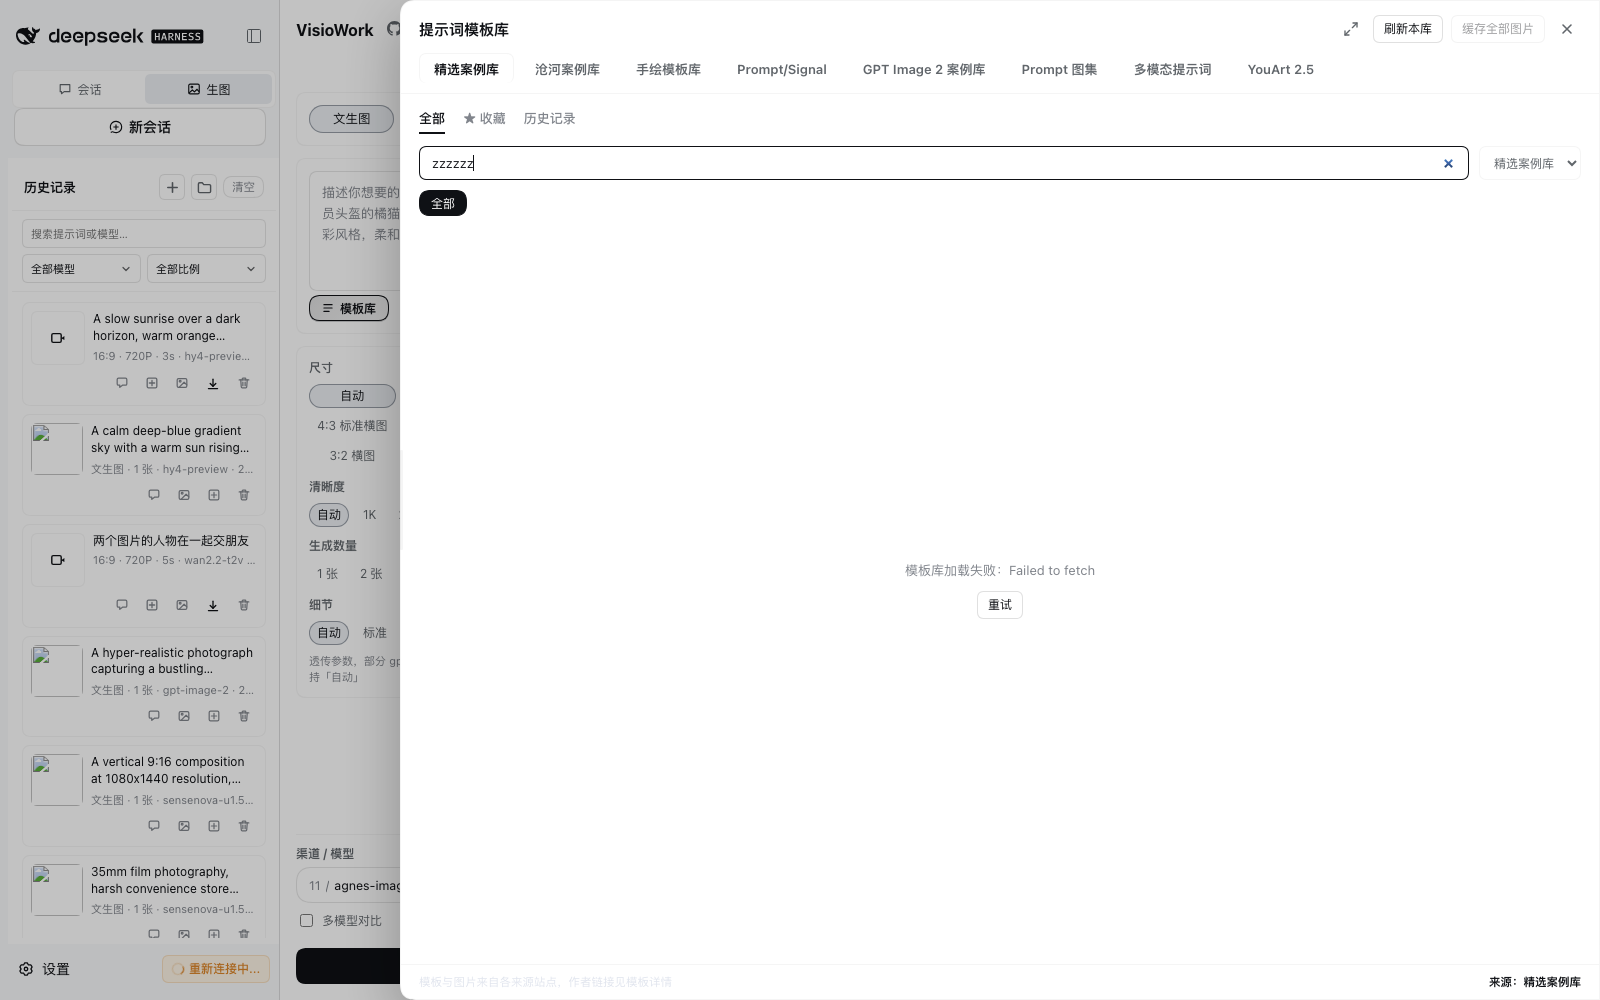 deepseek HARNESS
会话
生图
新会话
历史记录
清空
搜索提示词或模型...
全部模型
全部比例
A slow sunrise over a dark
horizon, warm orange...
16:9 · 720P · 3s · hy4-previe...
A calm deep-blue gradient
sky with a warm sun rising...
文生图 · 1 张 · hy4-preview · 2...
两个图片的人物在一起交朋友
16:9 · 720P · 5s · wan2.2-t2v ...
A hyper-realistic photograph
capturing a bustling...
文生图 · 1 张 · gpt-image-2 · 2...
A vertical 9:16 composition
at 1080x1440 resolution,...
文生图 · 1 张 · sensenova-u1.5...
35mm film photography,
harsh convenience store...
文生图 · 1 张 · sensenova-u1.5...
设置
重新连接中...
VisioWork
文生图
描述你想要的
员头盔的橘猫
彩风格，柔和
模板库
尺寸
自动
4:3 标准横图
3:2 横图
清晰度
自动
1K
生成数量
1 张
2 张
细节
自动
标准
透传参数，部分 gp
持「自动」
渠道 / 模型
11 / agnes-imag
多模型对比
提示词模板库
刷新本库
缓存全部图片
精选案例库
沧河案例库
手绘模板库
Prompt/Signal
GPT Image 2 案例库
Prompt 图集
多模态提示词
YouArt 2.5
全部
收藏
历史记录
zzzzzz
精选案例库
全部
模板库加载失败：Failed to fetch
重试
模板与图片来自各来源站点，作者链接见模板详情
来源：精选案例库